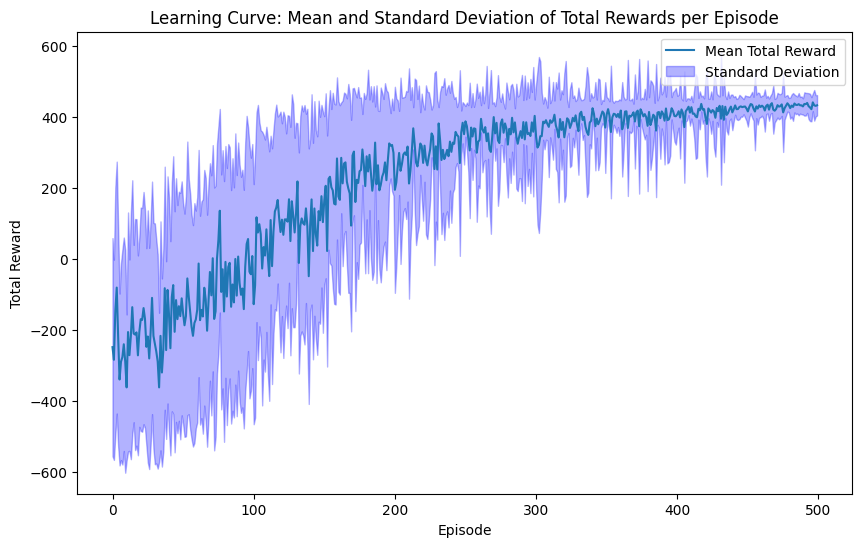 Learning Curve: Mean and Standard Deviation of Total Rewards per Episode
Mean Total Reward
Standard Deviation
Total Reward
600
400
200
0
−200
−400
−600
0 100 200 300 400 500
Episode